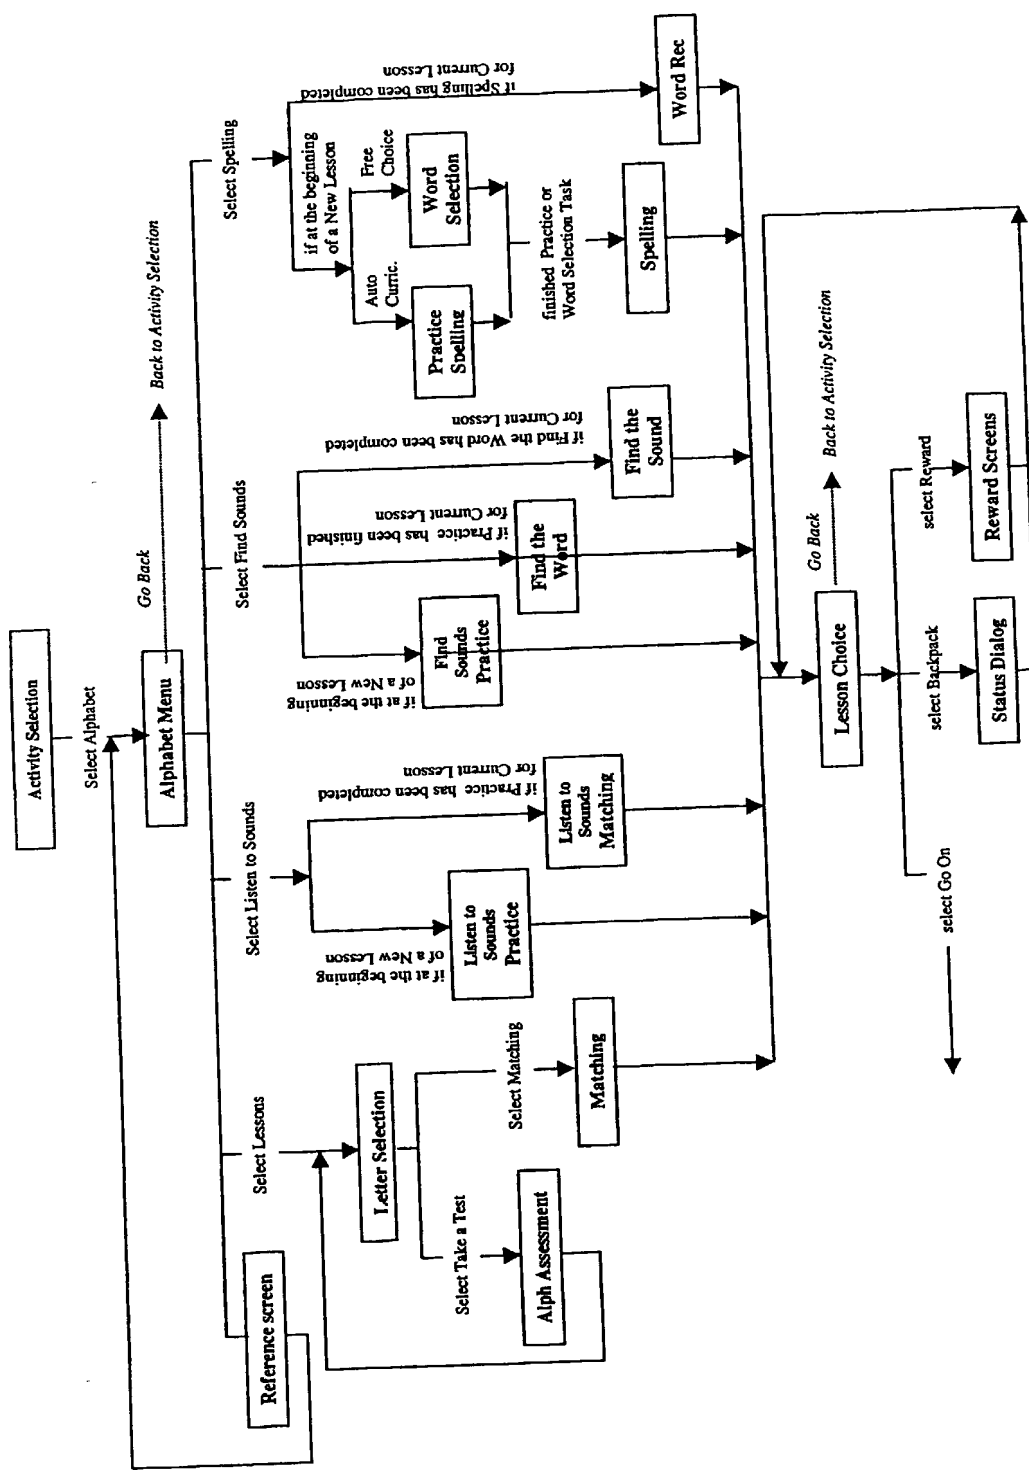 Activity Selection
Select Alphabet
Alphabet Menu
Go Back
Back to Activity Selection
Reference screen
Select Lessons
Letter Selection
Select Take a Test
Alph Assessment
Select Matching
Matching
Select Listen to Sounds
if at the beginning
of a New Lesson
Listen to
Sounds
Practice
if Practice has been completed
for Current Lesson
Listen to
Sounds
Matching
Select Find Sounds
if at the beginning
of a New Lesson
Find
Sounds
Practice
if Practice has been finished
for Current Lesson
Find the
Word
if Find the Word has been completed
for Current Lesson
Find the
Sound
Select Spelling
if at the beginning
of a New Lesson
Auto
Curric.
Free
Choice
Practice
Spelling
Word
Selection
finished Practice or
Word Selection Task
Spelling
if Spelling has been completed
for Current Lesson
Word Rec
Lesson Choice
Go Back
Back to Activity Selection
select Go On
select Backpack
Status Dialog
select Reward
Reward Screens